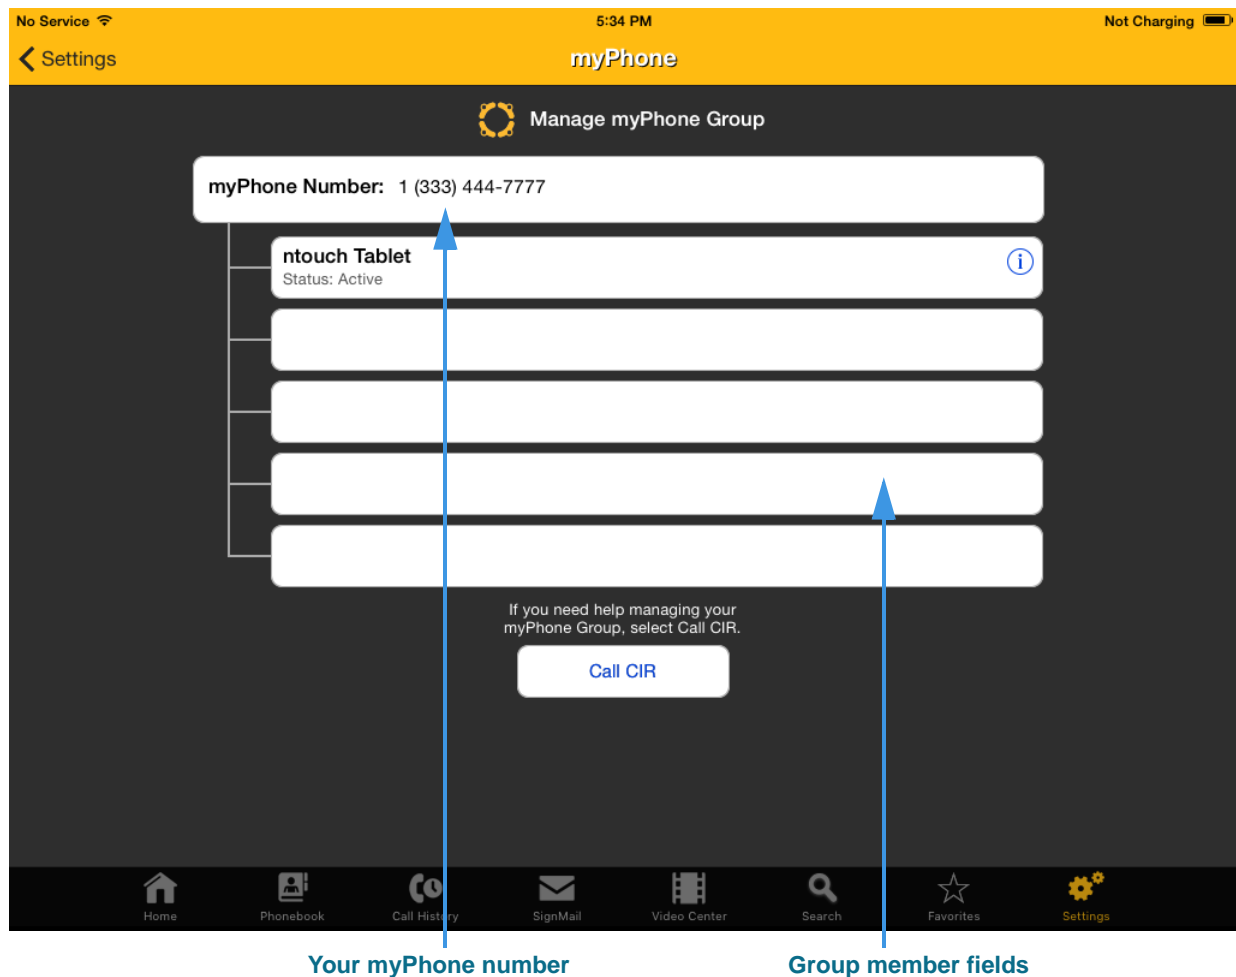 No Service 5:34 PM Not Charging
Settings myPhone
Manage myPhone Group
myPhone Number: 1 (333) 444-7777
ntouch Tablet
Status: Active
If you need help managing your
myPhone Group, select Call CIR.
Call CIR
Home Phonebook Call History SignMail Video Center Search Favorites Settings
Your myPhone number Group member fields